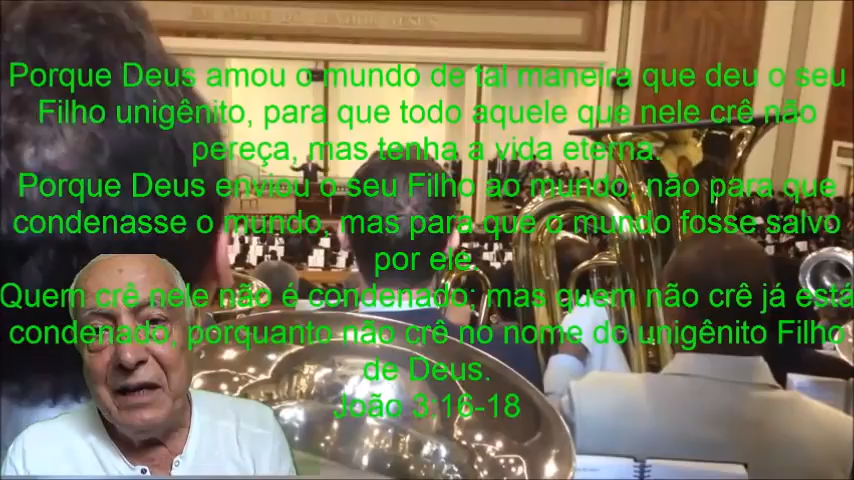 Porque Deus amou o mundo de tal maneira que deu o seu
Filho unigênito, para que todo aquele que nele crê não
pereça, mas tenha a vida eterna.
Porque Deus enviou o seu Filho ao mundo, não para que
condenasse o mundo, mas para que o mundo fosse salvo
por ele.
Quem crê nele não é condenado; mas quem não crê já está
condenado, porquanto não crê no nome do unigênito Filho
de Deus.
João 3:16-18